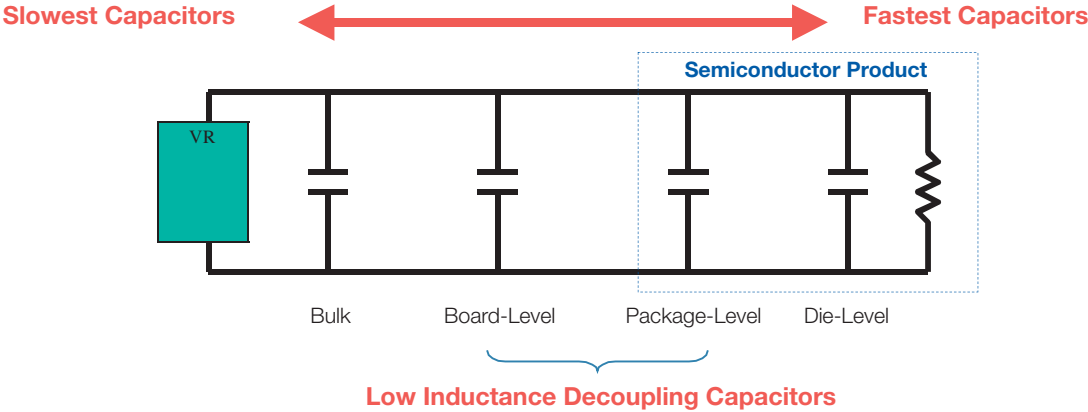 Slowest Capacitors
Fastest Capacitors
Semiconductor Product
VR
Bulk
Board-Level
Package-Level
Die-Level
Low Inductance Decoupling Capacitors